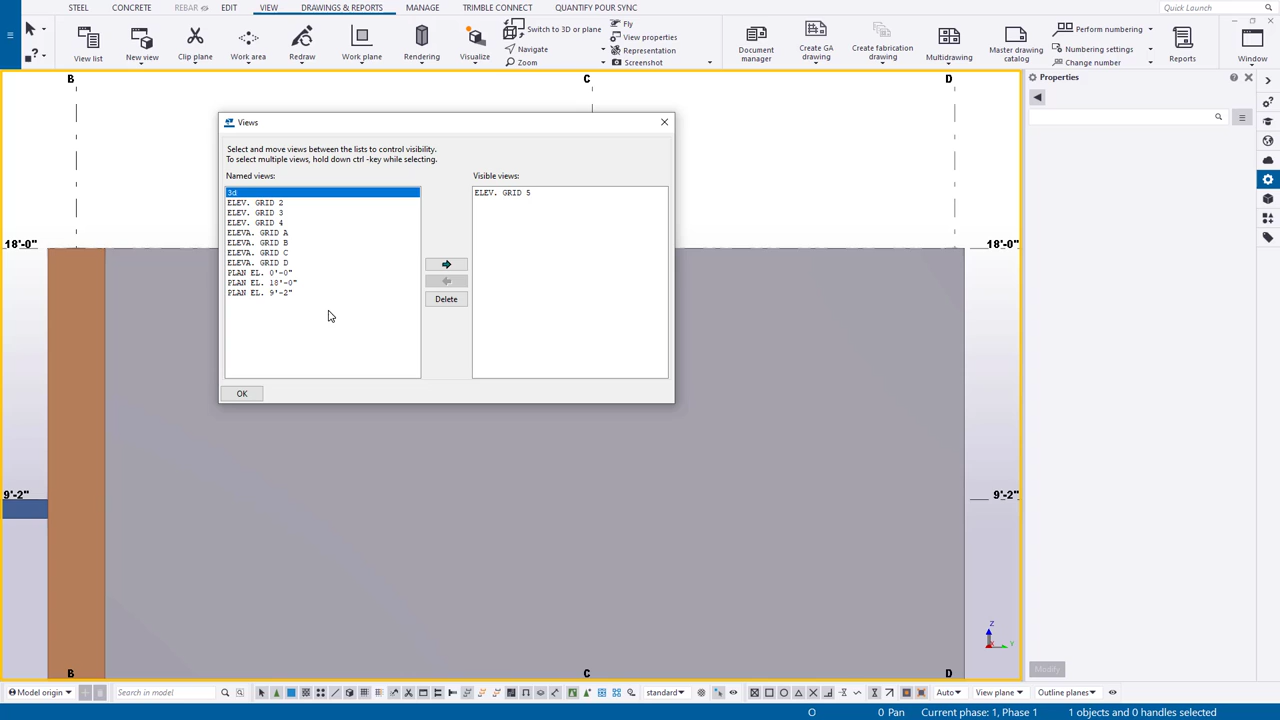 STEEL CONCRETE REBAR EDIT VIEW DRAWINGS & REPORTS MANAGE TRIMBLE CONNECT QUANTIFY POUR SYNC Quick Launch
View list New view Clip plane Work area Redraw Work plane Rendering Visualize
Switch to 3D or plane
Navigate
Zoom
Fly
View properties
Representation
Screenshot
Document manager
Create GA drawing
Create fabrication drawing
Multidrawing
Master drawing catalog
Perform numbering
Numbering settings
Change number
Reports
Window
B C D
Properties
Views
Select and move views between the lists to control visibility.
To select multiple views, hold down ctrl -key while selecting.
Named views: Visible views:
3d
ELEV. GRID 2
ELEV. GRID 3
ELEV. GRID 4
ELEVA. GRID A
ELEVA. GRID B
ELEVA. GRID C
ELEVA. GRID D
PLAN EL. 0'-0"
PLAN EL. 18'-0"
PLAN EL. 9'-2"
ELEV. GRID 5
Delete
OK
18'-0" 18'-0"
9'-2" 9'-2"
Z
Y
B C D
Modify
Model origin Search in model standard Auto View plane Outline planes
O 0 Pan Current phase: 1, Phase 1 1 objects and 0 handles selected